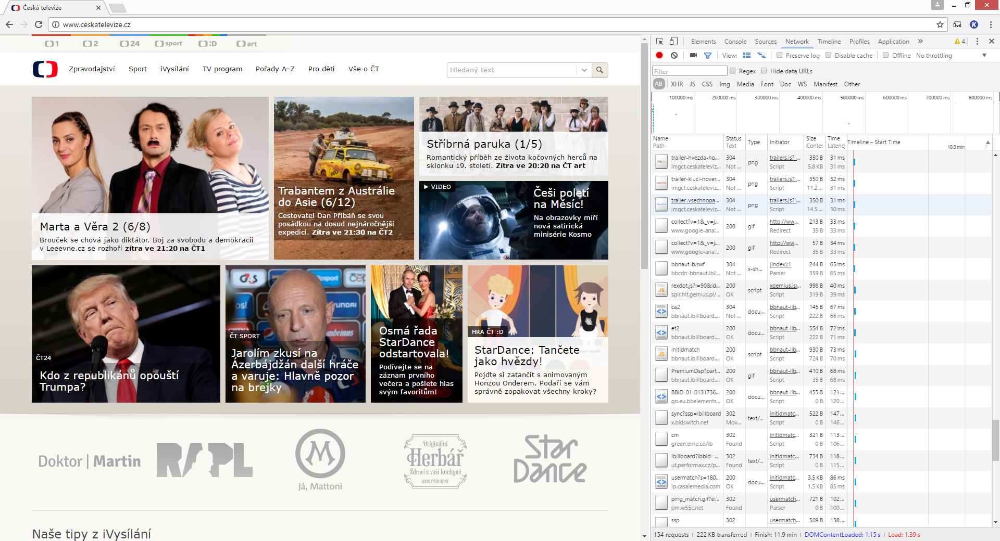 Česká televize
www.ceskatelevize.cz
1 2 24 sport :D art
Zpravodajství Sport iVysílání TV program Pořady A–Z Pro děti Vše o ČT
Hledaný text
Marta a Věra 2 (6/8)
Brouček se chová jako diktátor. Boj za svobodu a demokracii
v Leeevne.cz se rozhoří zítra ve 21:20 na ČT1
Trabantem z Austrálie
do Asie (6/12)
Cestovatel Dan Přibáň se svou
posádkou na dosud nejnáročnější
expedici. Zítra ve 21:30 na ČT2
Stříbrná paruka (1/5)
Romantický příběh ze života kočovných herců na
sklonku 19. století. Zítra ve 20:20 na ČT art
VIDEO
Češi poletí
na Měsíc!
Na obrazovky míří
nová satirická
minisérie Kosmo
ČT24
Kdo z republikánů opouští
Trumpa?
ČT SPORT
Jarolím zkusí na
Ázerbájdžán další hráče
a varuje: Hlavně pozor
na brejky
Osmá řada
StarDance
odstartovala!
Podívejte se na
záznam prvního
večera a pošlete hlas
svým favoritům!
HRA ČT :D
StarDance: Tančete
jako hvězdy!
Pojďte si zatančit s animovaným
Honzou Onderem. Podaří se vám
správně zopakovat všechny kroky?
Doktor | Martin
RAPL
Já, Mattoni
Originální
Herbář
Zdraví z vaší kuchyně
100% PŘÍRODNÍ
Star
Dance
Naše tipy z iVysílání
Elements Console Sources Network Timeline Profiles Application » 4
View: Preserve log Disable cache Offline No throttling
Filter Regex Hide data URLs
All XHR JS CSS Img Media Font Doc WS Manifest Other
100000 ms 200000 ms 300000 ms 400000 ms 500000 ms 600000 ms 700000 ms 800000 ms
Name Status Type Initiator Size Time Timeline – Start Time
Path Text Conter Latency 10.0 min
trailer-hvezda-ho... 304 png trailers.js?_... 350 B 31 ms
imgct.ceskateleviz... Not ... Script 5.8 KB 31 ms
trailer-kluci-hover... 304 png trailers.js?_... 350 B 32 ms
imgct.ceskateleviz... Not ... Script 11.2 ... 31 ms
trailer-vsechnopa... 304 png trailers.js?_... 350 B 31 ms
imgct.ceskateleviz... Not ... Script 14.5 ... 30 ms
collect?v=1&_v=j... 200 gif http://ww... 213 B 33 ms
www.google-anal... Redirect 35 B 33 ms
collect?v=1&_v=j... 200 gif http://ww... 57 B 34 ms
www.google-anal... Redirect 35 B 33 ms
bbnaut-b.swf 304 x-sh... (index):1 244 B 65 ms
bbcdn-bbnaut.ibil... Not ... Parser 359 B 65 ms
rexdot.js?l=90&id... 200 script xgemius.js:... 998 B 40 ms
spir.hit.gemius.pl/... OK Script 319 B 39 ms
ca2 304 docu... bbnaut-lib... 145 B 67 ms
bbnaut.ibillboard.... Not ... Script 222 B 66 ms
et2 200 docu... bbnaut-lib... 554 B 72 ms
bbnaut.ibillboard.... OK Script 222 B 71 ms
initidmatch 200 script bbnaut-lib... 930 B 73 ms
bbnaut.ibillboard.... OK Script 724 B 70 ms
PremiumDsp?part... 200 gif bbnaut-lib... 410 B 68 ms
bbnaut.ibillboard.... OK Script 35 B 68 ms
BBID-01-0131736... 200 docu... bbnaut-lib... 455 B 121...
go.eu.bbelements... OK Script 0 B 120...
sync?ssp=ibillboard 302 text/... initidmatc... 522 B 147...
x.bidswitch.net Mov... Script 0 B 146...
cm 302 initidmatc... 321 B 113...
green.erne.co/ib Found Script 0 B 106...
ibillboard?ibbid=... 302 text/... initidmatc... 734 B 118...
ut.performax.cz/p... Found Script 0 B 115...
usermatch?s=180... 200 docu... initidmatc... 3.5 KB 86 ms
ip.casalemedia.com OK Script 1.5 KB 85 ms
ping_match.gif?ei... 302 usermatch... 721 B 102...
pm.w55c.net Found Parser 0 B 100...
ssp 302 usermatch... 509 B 138...
154 requests | 222 KB transferred | Finish: 11.9 min | DOMContentLoaded: 1.15 s | Load: 1.39 s